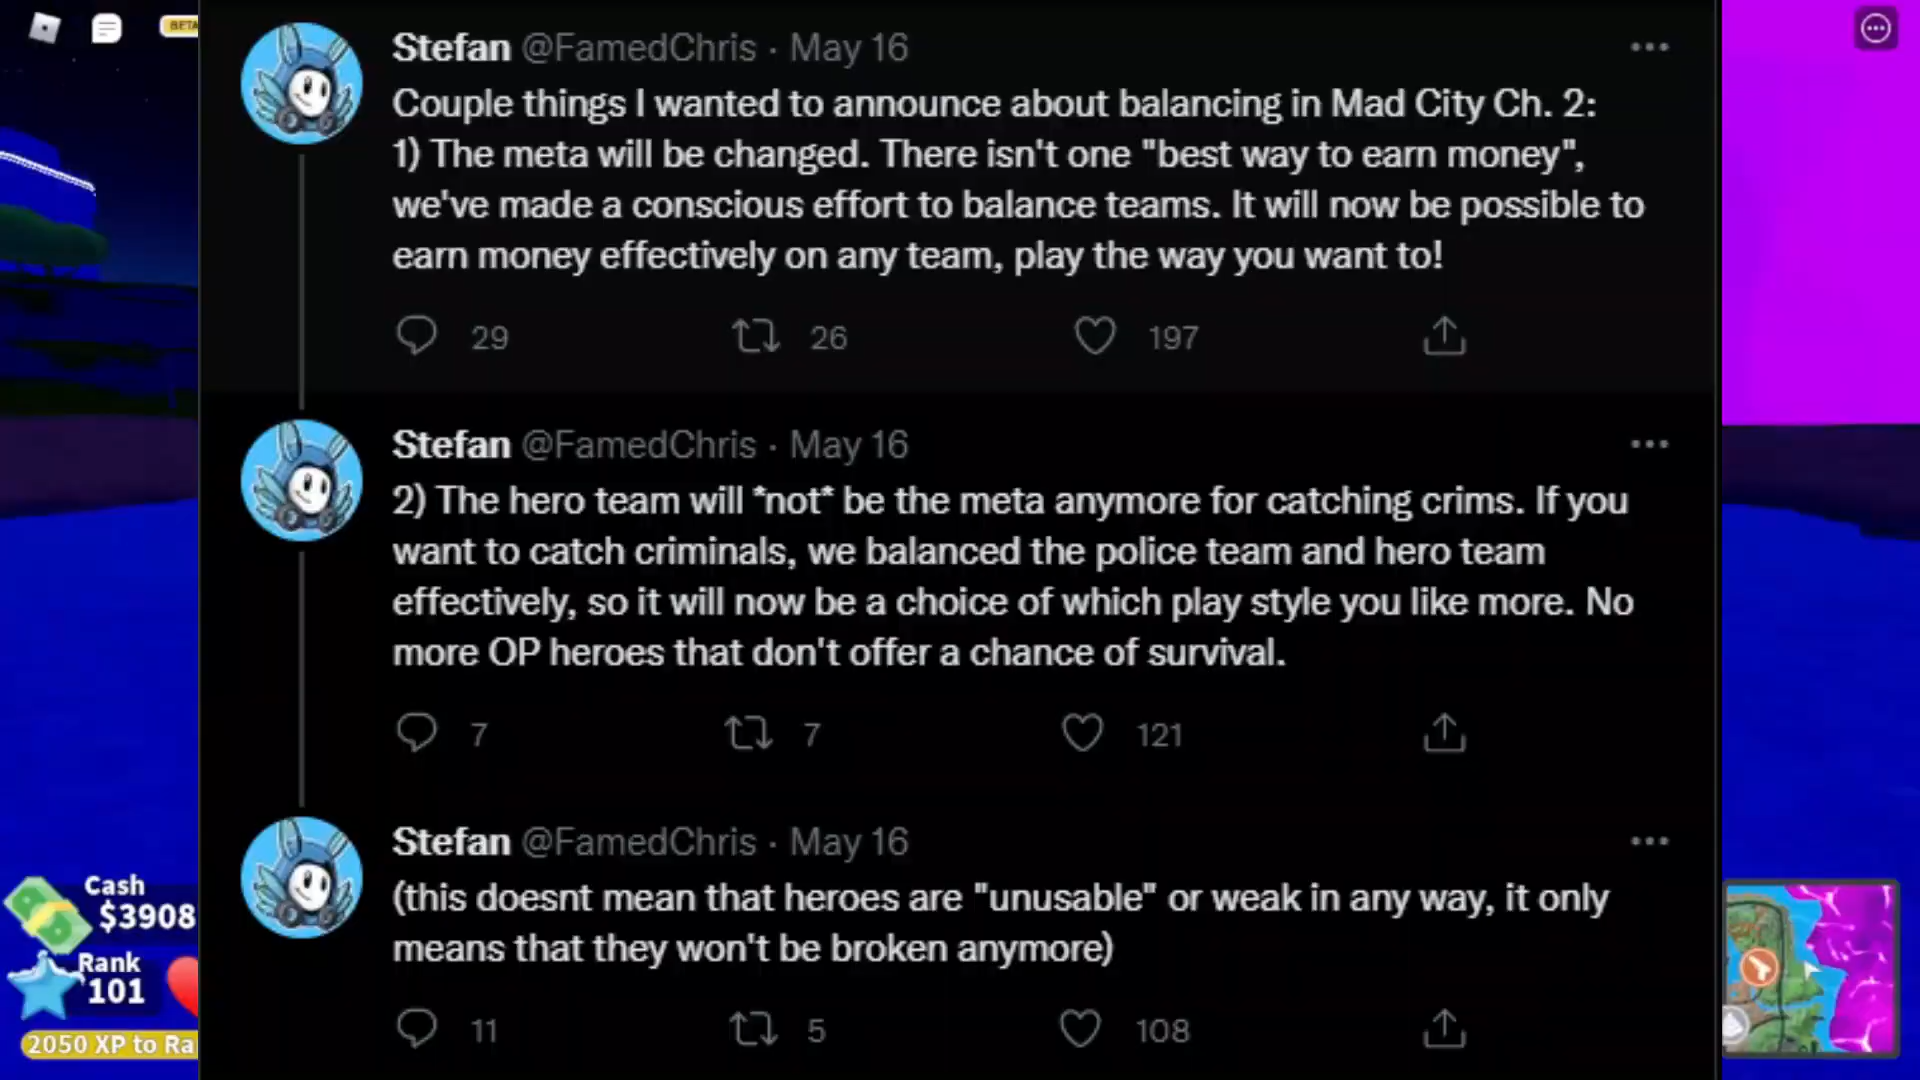 BETA
Stefan @FamedChris · May 16
Couple things I wanted to announce about balancing in Mad City Ch. 2:
1) The meta will be changed. There isn't one "best way to earn money",
we've made a conscious effort to balance teams. It will now be possible to
earn money effectively on any team, play the way you want to!
29 26 197
Stefan @FamedChris · May 16
2) The hero team will *not* be the meta anymore for catching crims. If you
want to catch criminals, we balanced the police team and hero team
effectively, so it will now be a choice of which play style you like more. No
more OP heroes that don't offer a chance of survival.
7 7 121
Stefan @FamedChris · May 16
(this doesnt mean that heroes are "unusable" or weak in any way, it only
means that they won't be broken anymore)
11 5 108
Cash
$3908
Rank
101
2050 XP to Ra